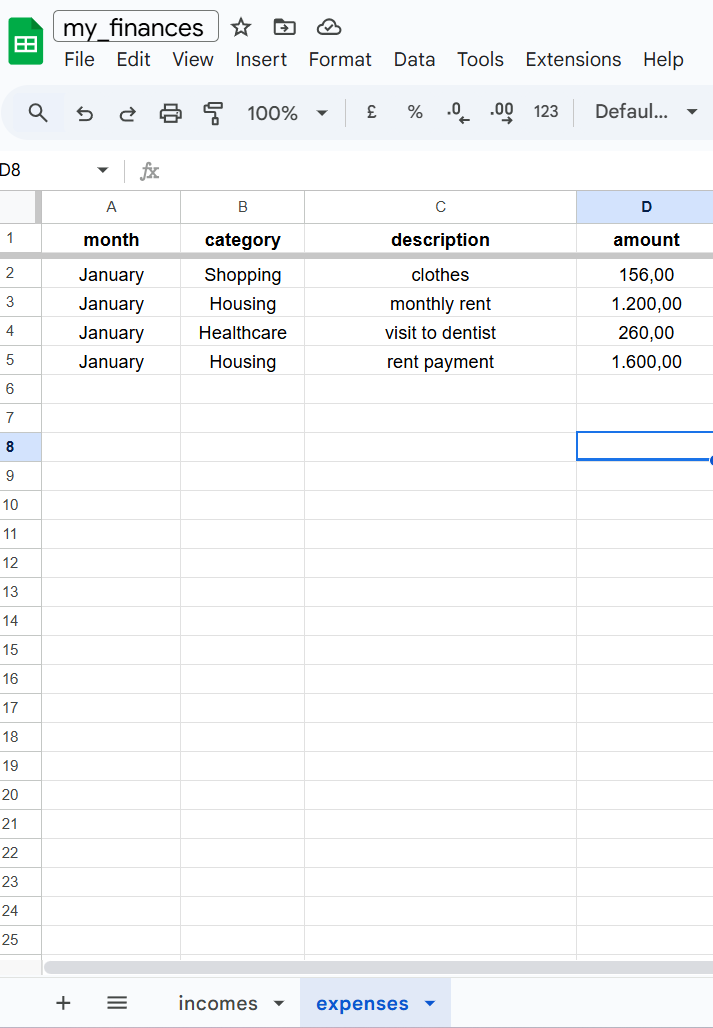 my_finances
File Edit View Insert Format Data Tools Extensions Help
100% £ % .0 .00 123 Defaul...
D8 fx
A B C D
1 month category description amount
2 January Shopping clothes 156,00
3 January Housing monthly rent 1.200,00
4 January Healthcare visit to dentist 260,00
5 January Housing rent payment 1.600,00
6
7
8
9
10
11
12
13
14
15
16
17
18
19
20
21
22
23
24
25
+ incomes expenses